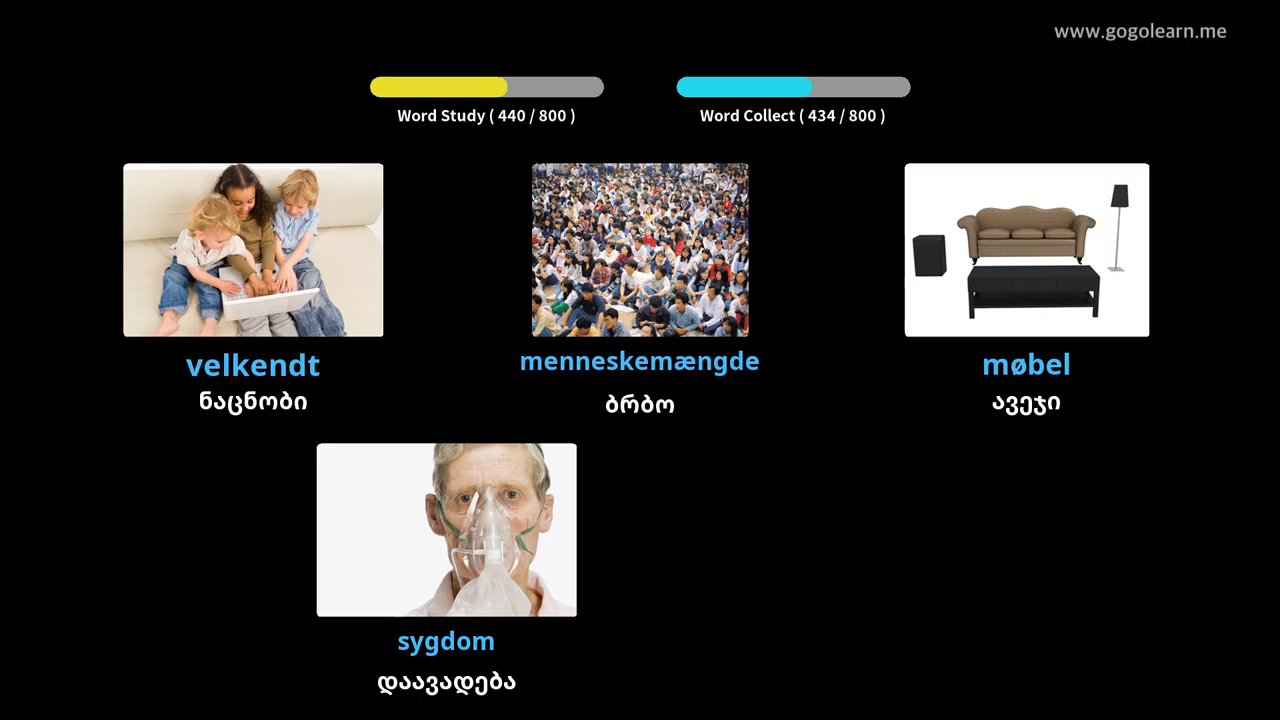 www.gogolearn.me
Word Study ( 440 / 800 )
Word Collect ( 434 / 800 )
velkendt
ნაცნობი
menneskemængde
ბრბო
møbel
ავეჯი
sygdom
დაავადება